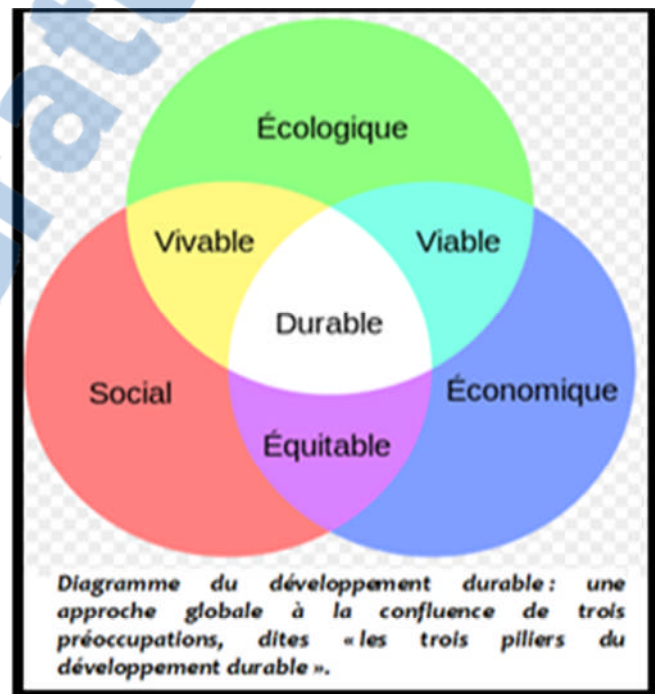 Écologique
Vivable
Viable
Durable
Social
Économique
Équitable
Diagramme du développement durable : une
approche globale à la confluence de trois
préoccupations, dites « les trois piliers du
développement durable ».